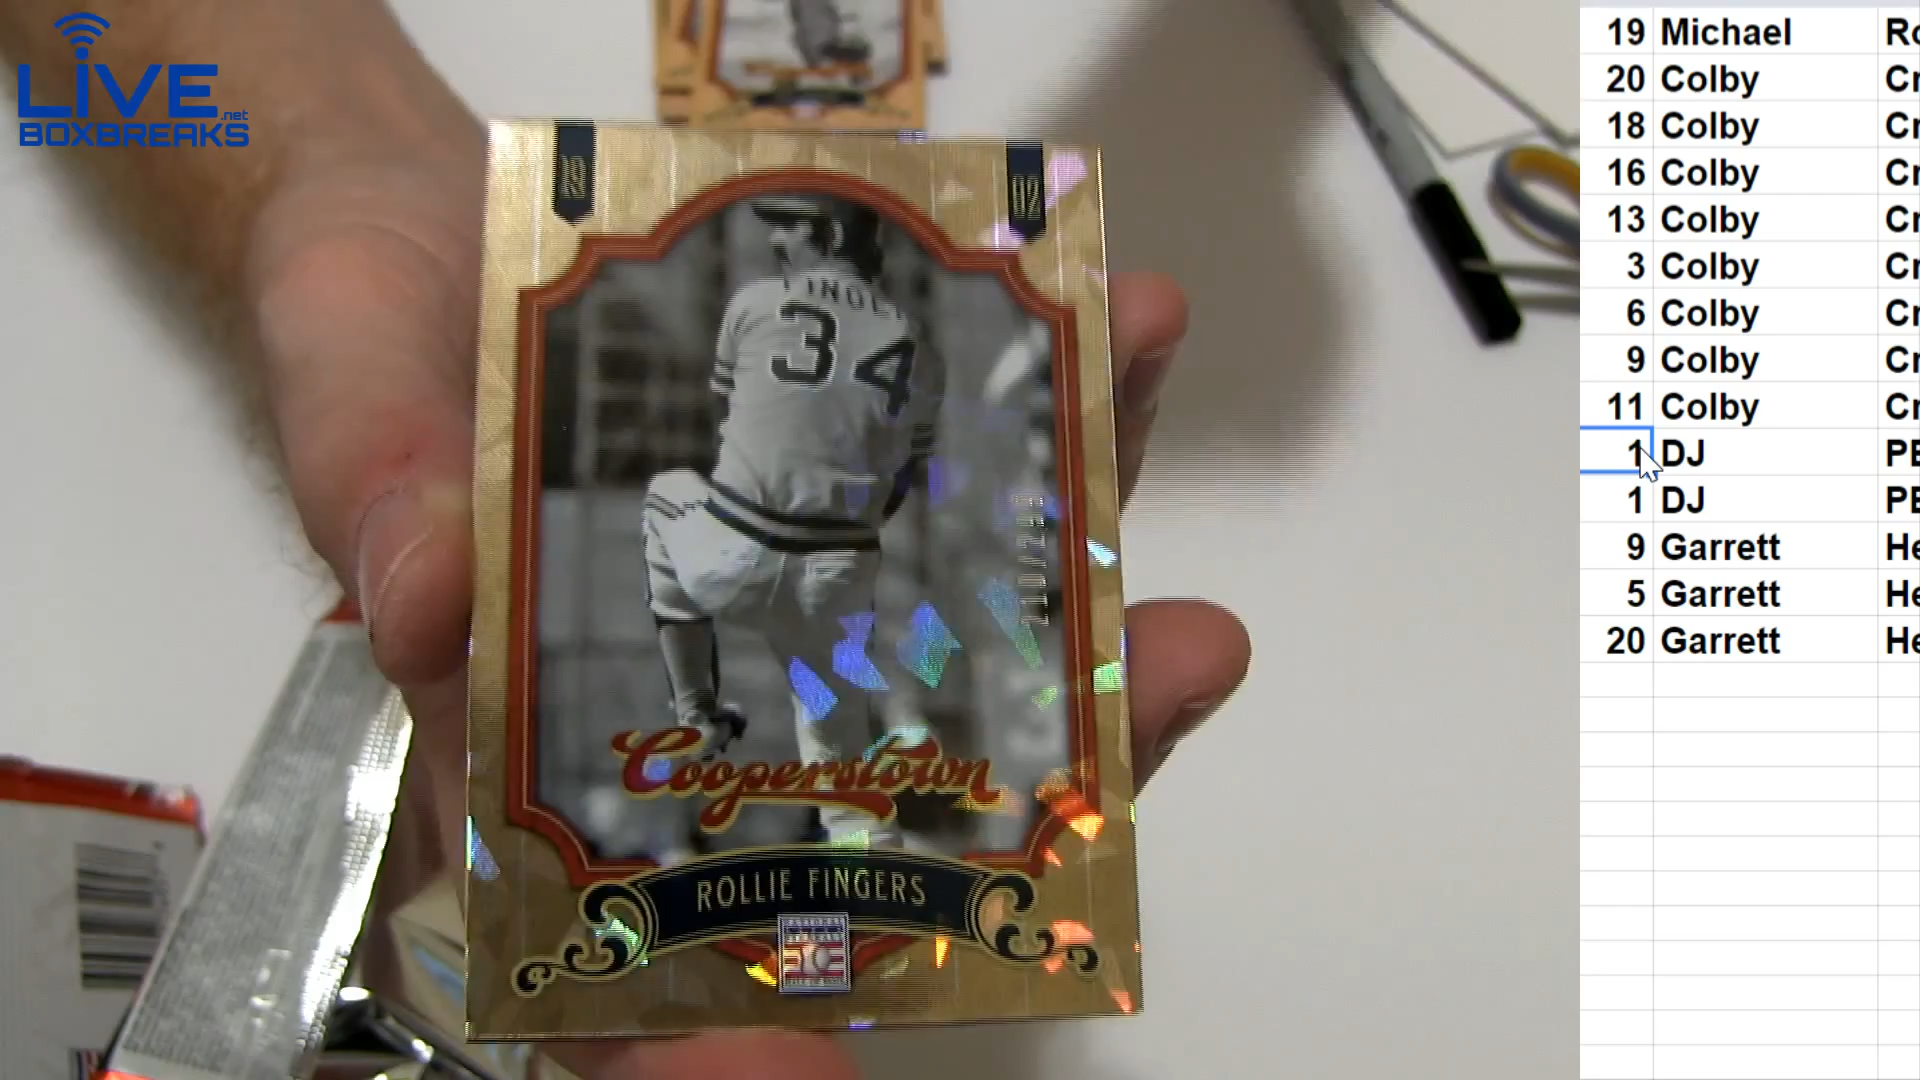 LIVE
.net
BOXBREAKS
19
34
Cooperstown
ROLLIE FINGERS
19 Michael
20 Colby
18 Colby
16 Colby
13 Colby
3 Colby
6 Colby
9 Colby
11 Colby
1 DJ
1 DJ
9 Garrett
5 Garrett
20 Garrett